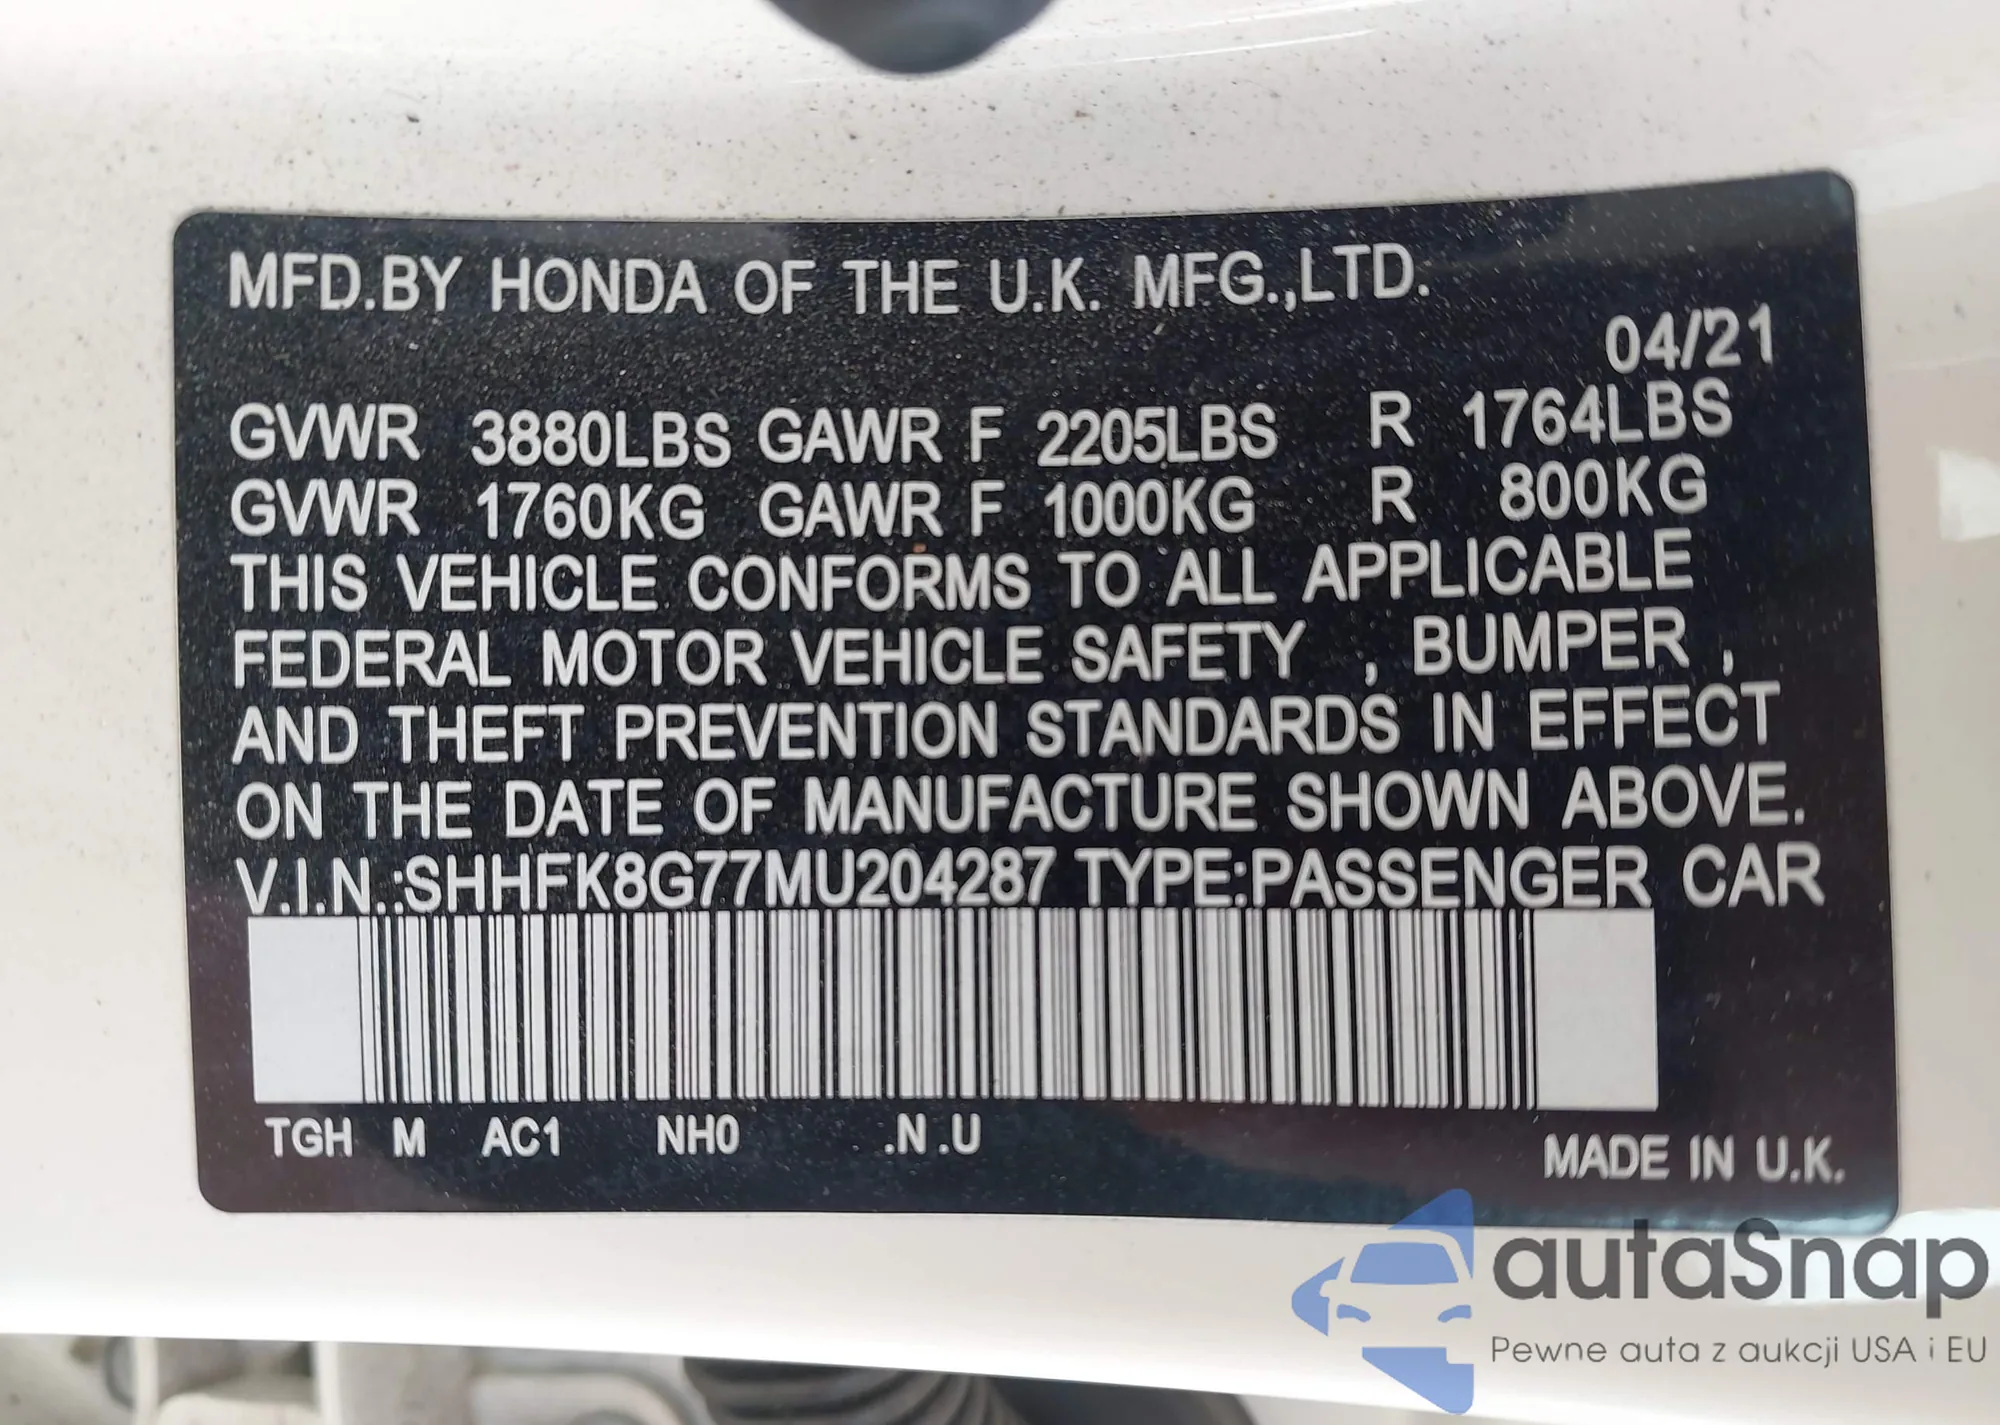 MFD.BY HONDA OF THE U.K. MFG.,LTD.
04/21
GVWR 3880LBS GAWR F 2205LBS R 1764LBS
GVWR 1760KG GAWR F 1000KG R 800KG
THIS VEHICLE CONFORMS TO ALL APPLICABLE
FEDERAL MOTOR VEHICLE SAFETY , BUMPER ,
AND THEFT PREVENTION STANDARDS IN EFFECT
ON THE DATE OF MANUFACTURE SHOWN ABOVE.
V.I.N.:SHHFK8G77MU204287 TYPE:PASSENGER CAR
TGH M AC1 NH0 .N.U
MADE IN U.K.
autaSnap
Pewne auta z aukcji USA i EU